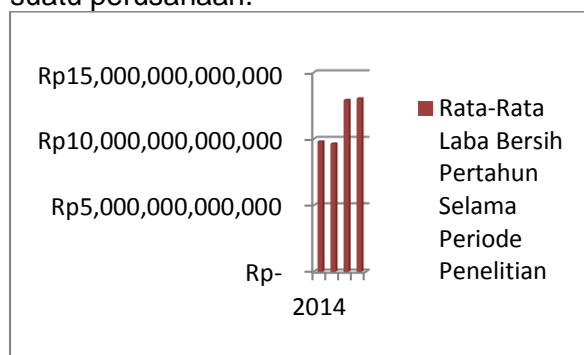 suatu perusahaan.
Rp15,000,000,000,000
Rp10,000,000,000,000
Rp5,000,000,000,000
Rp-
2014
Rata-Rata
Laba Bersih
Pertahun
Selama
Periode
Penelitian